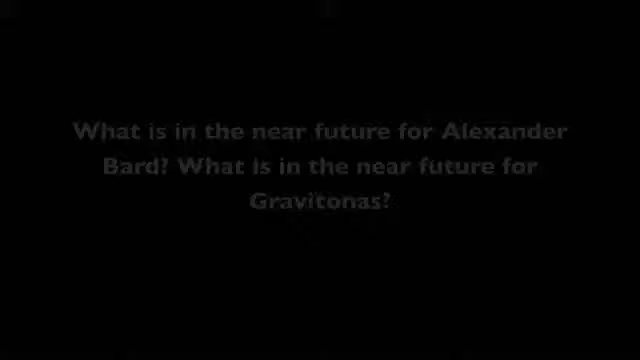 What is in the near future for Alexander
Bard? What is in the near future for
Gravitonas?